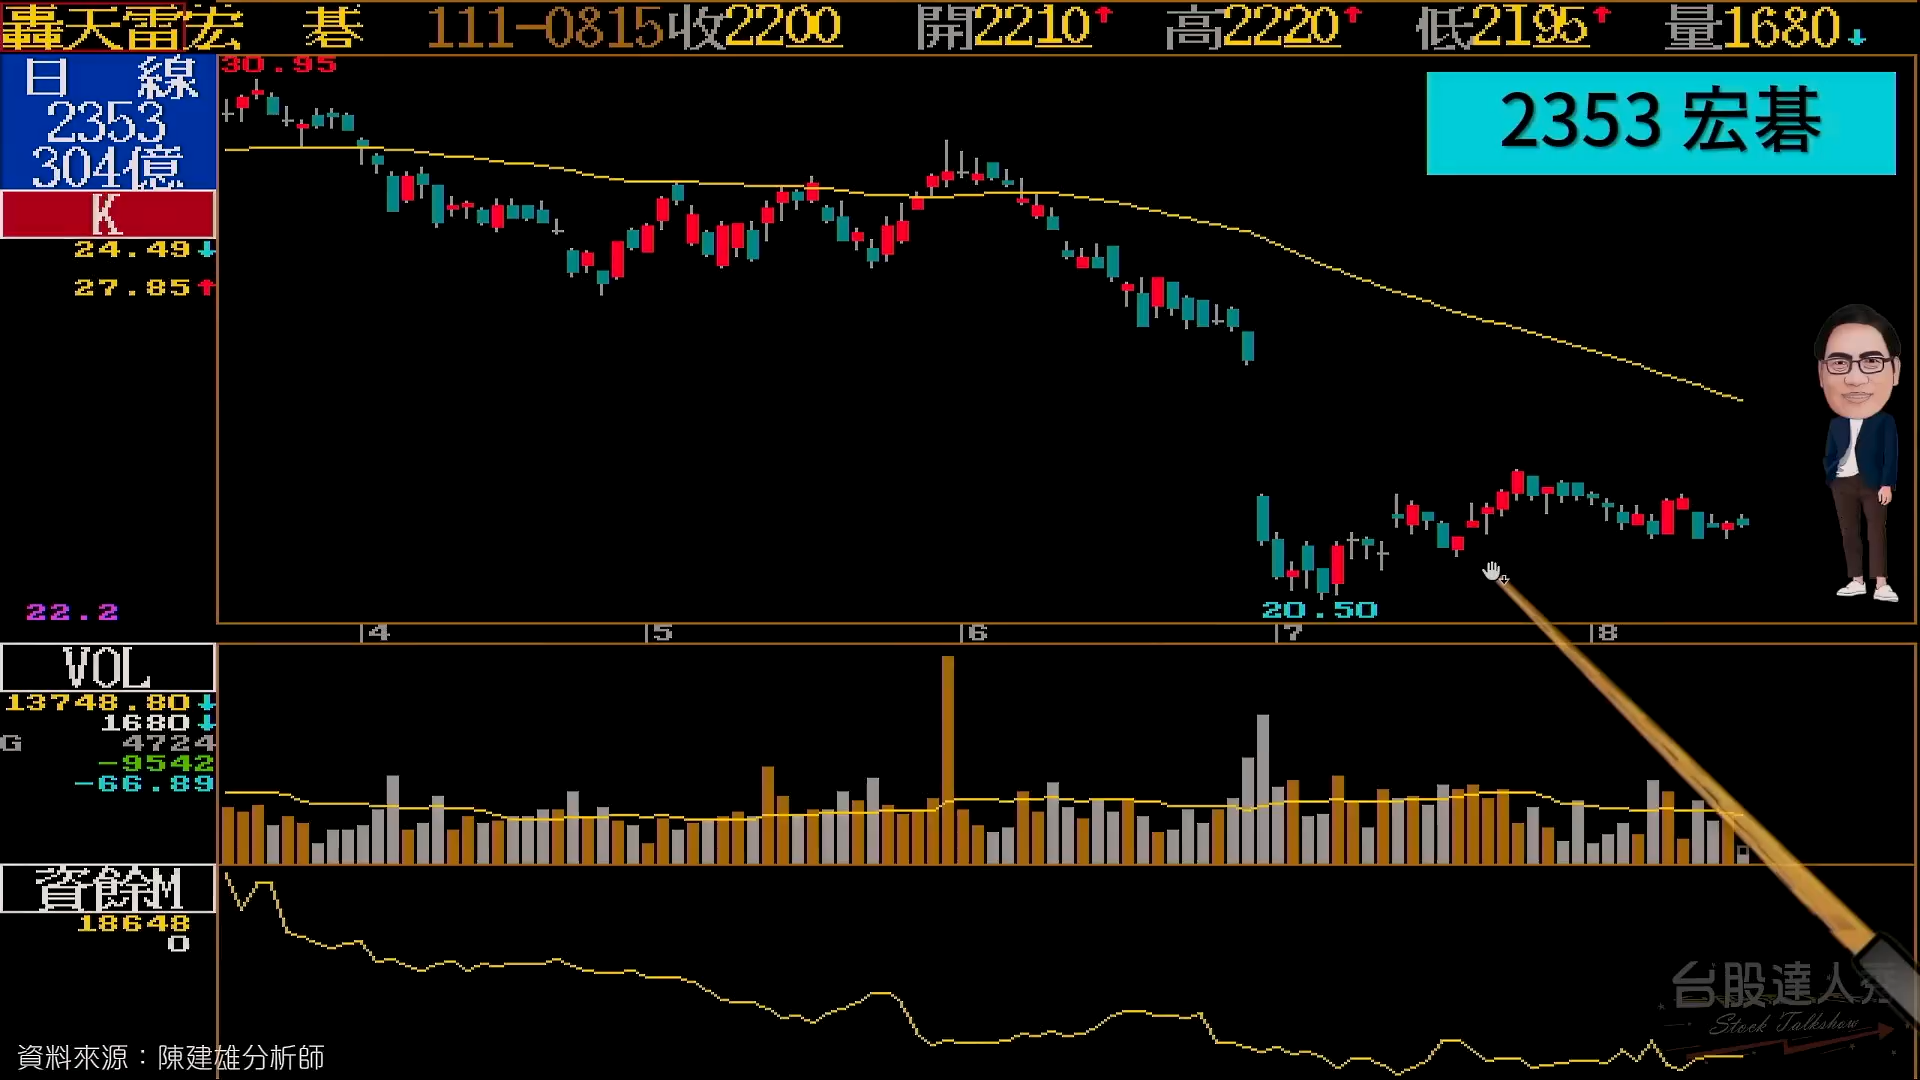 轟天雷宏 碁 111-0815收2200 開2210↑ 高2220↑ 低2195↑ 量1680↓
日 線
2353
304億
K
24.49↓
27.85↑
22.2
30.95
2353 宏碁
20.50
4 5 6 7 8
VOL
13748.80↓
1680↓
G 4724
-9542
-66.89
資餘M
18648
0
台股達人秀
Stock Talkshow
資料來源：陳建雄分析師